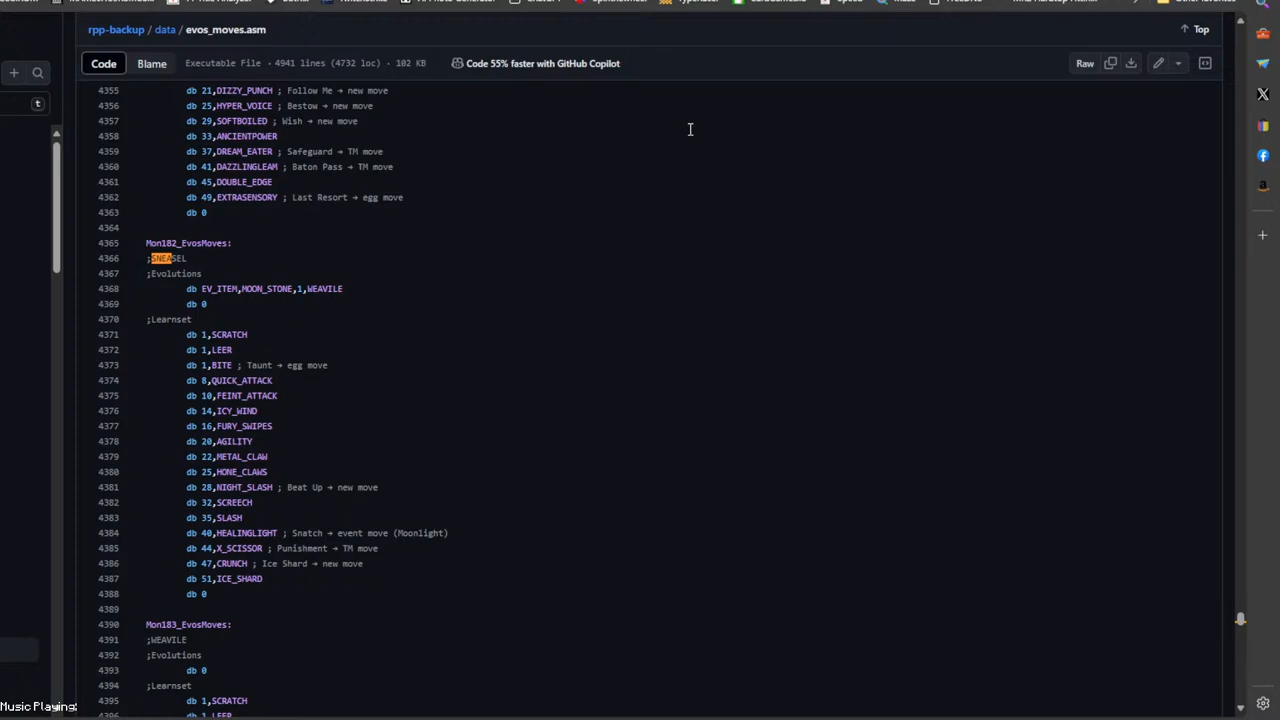 rpp-backup / data / evos_moves.asm
Top
Code Blame Executable File · 4941 lines (4732 loc) · 102 KB Code 55% faster with GitHub Copilot
Raw
t
4355 db 21,DIZZY_PUNCH ; Follow Me → new move
4356 db 25,HYPER_VOICE ; Bestow → new move
4357 db 29,SOFTBOILED ; Wish → new move
4358 db 33,ANCIENTPOWER
4359 db 37,DREAM_EATER ; Safeguard → TM move
4360 db 41,DAZZLINGLEAM ; Baton Pass → TM move
4361 db 45,DOUBLE_EDGE
4362 db 49,EXTRASENSORY ; Last Resort → egg move
4363 db 0
4364
4365 Mon182_EvosMoves:
4366 ;SNEASEL
4367 ;Evolutions
4368 db EV_ITEM,MOON_STONE,1,WEAVILE
4369 db 0
4370 ;Learnset
4371 db 1,SCRATCH
4372 db 1,LEER
4373 db 1,BITE ; Taunt → egg move
4374 db 8,QUICK_ATTACK
4375 db 10,FEINT_ATTACK
4376 db 14,ICY_WIND
4377 db 16,FURY_SWIPES
4378 db 20,AGILITY
4379 db 22,METAL_CLAW
4380 db 25,HONE_CLAWS
4381 db 28,NIGHT_SLASH ; Beat Up → new move
4382 db 32,SCREECH
4383 db 35,SLASH
4384 db 40,HEALINGLIGHT ; Snatch → event move (Moonlight)
4385 db 44,X_SCISSOR ; Punishment → TM move
4386 db 47,CRUNCH ; Ice Shard → new move
4387 db 51,ICE_SHARD
4388 db 0
4389
4390 Mon183_EvosMoves:
4391 ;WEAVILE
4392 ;Evolutions
4393 db 0
4394 ;Learnset
4395 db 1,SCRATCH
4396 db 1,LEER
Music Playing: